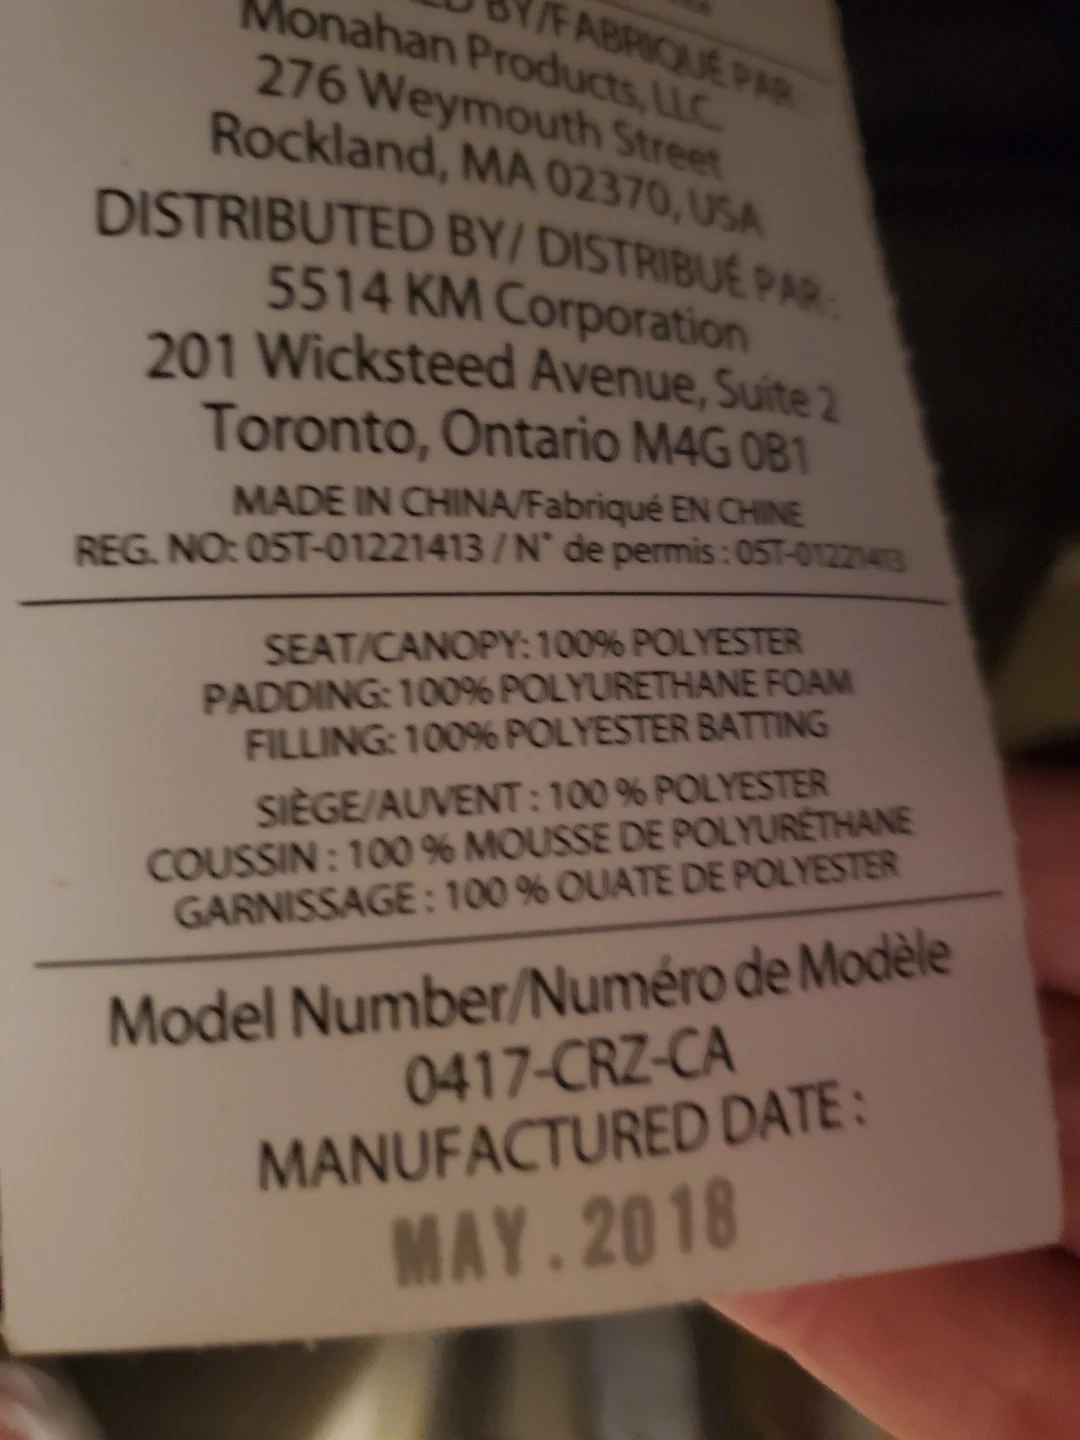 BY/FABRIQUÉ PAR :
Monahan Products, LLC.
276 Weymouth Street
Rockland, MA 02370, USA
DISTRIBUTED BY/ DISTRIBUÉ PAR :
5514 KM Corporation
201 Wicksteed Avenue, Suite 2
Toronto, Ontario M4G 0B1
MADE IN CHINA/Fabriqué EN CHINE
REG. NO: 05T-01221413 / N° de permis : 05T-01221413
SEAT/CANOPY: 100% POLYESTER
PADDING: 100% POLYURETHANE FOAM
FILLING: 100% POLYESTER BATTING
SIÈGE/AUVENT : 100 % POLYESTER
COUSSIN : 100 % MOUSSE DE POLYURÉTHANE
GARNISSAGE : 100 % OUATE DE POLYESTER
Model Number/Numéro de Modèle
0417-CRZ-CA
MANUFACTURED DATE :
MAY . 2018